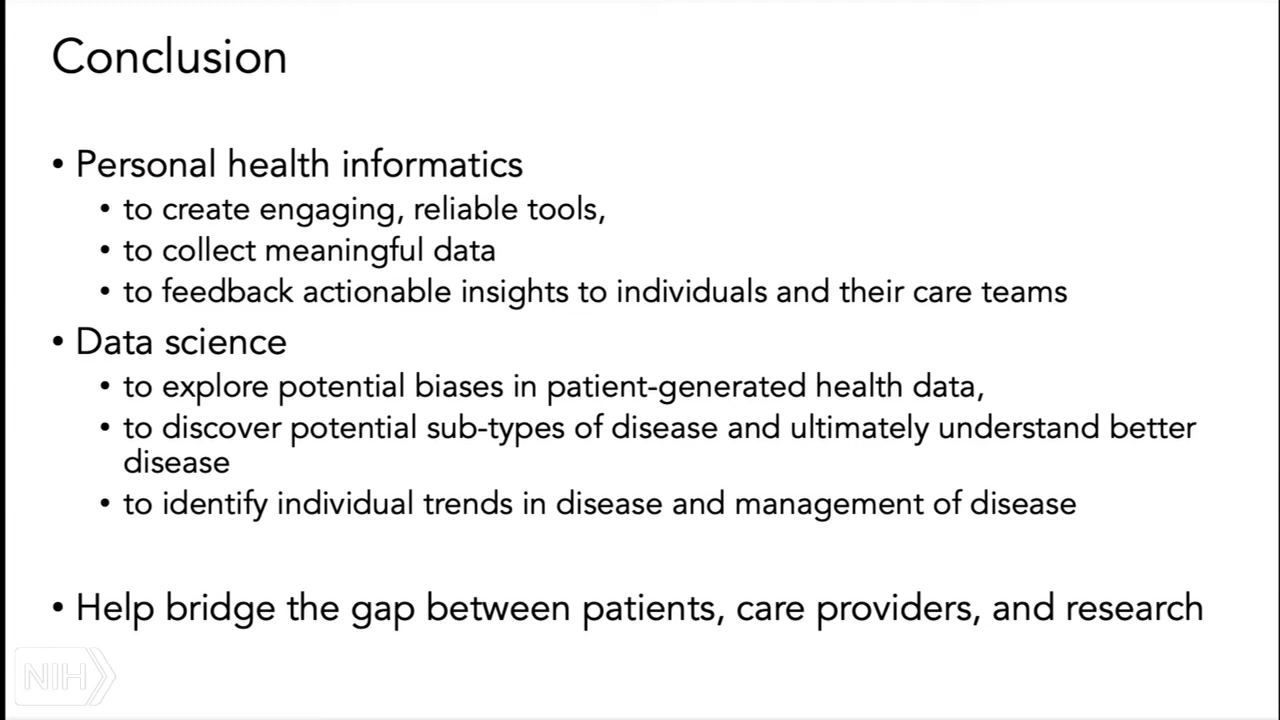 Conclusion
• Personal health informatics
• to create engaging, reliable tools,
• to collect meaningful data
• to feedback actionable insights to individuals and their care teams
• Data science
• to explore potential biases in patient-generated health data,
• to discover potential sub-types of disease and ultimately understand better
disease
• to identify individual trends in disease and management of disease
• Help bridge the gap between patients, care providers, and research
NIH